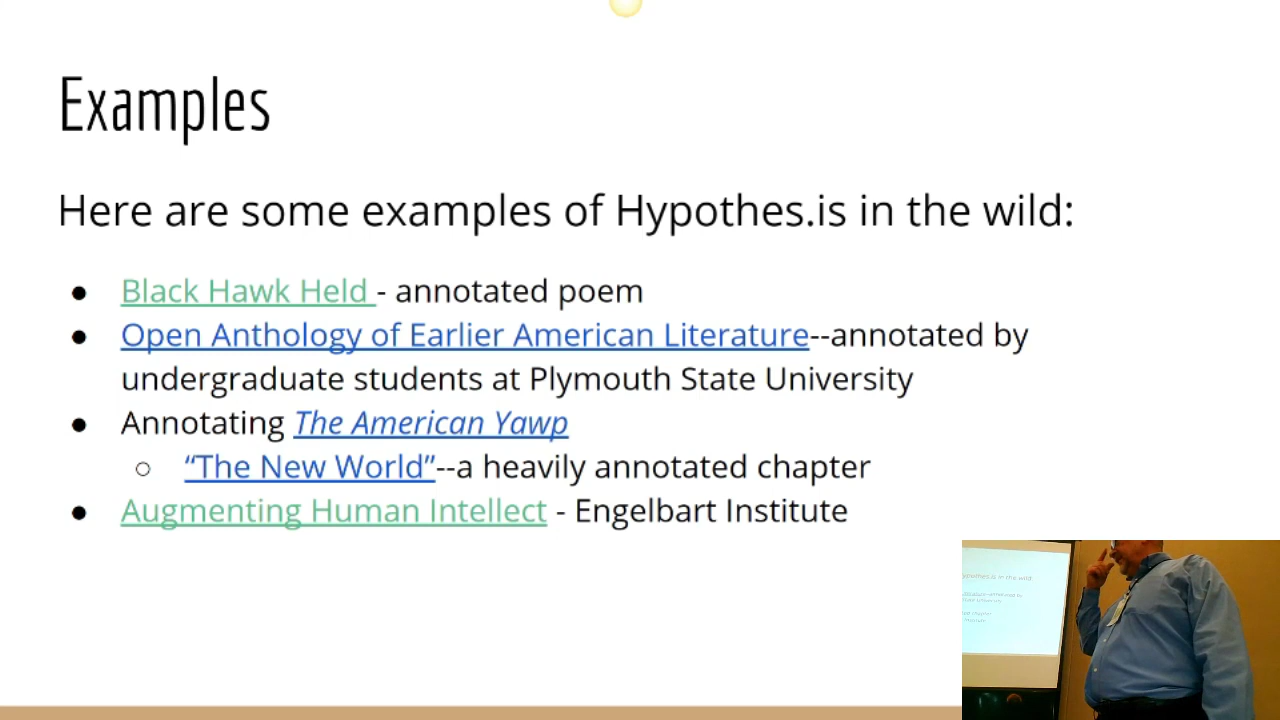 Examples
Here are some examples of Hypothes.is in the wild:
● Black Hawk Held - annotated poem
● Open Anthology of Earlier American Literature--annotated by
undergraduate students at Plymouth State University
● Annotating The American Yawp
○ “The New World”--a heavily annotated chapter
● Augmenting Human Intellect - Engelbart Institute